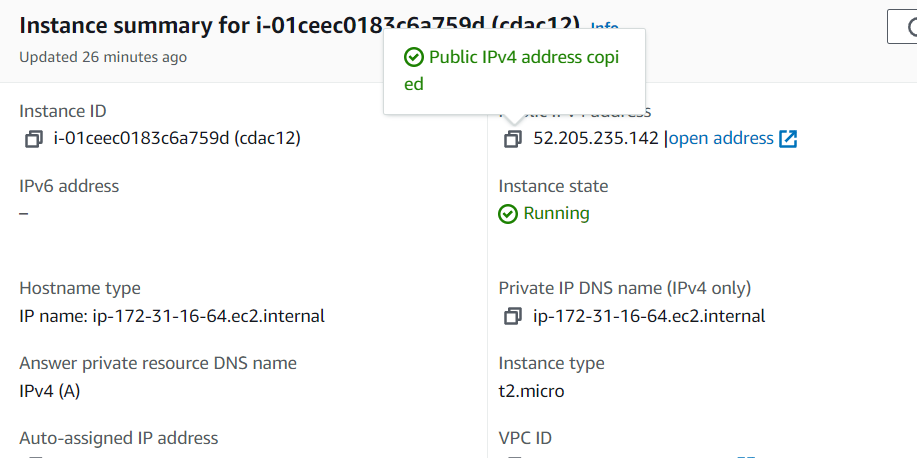 Instance summary for i-01ceec0183c6a759d (cdac12) Info
Updated 26 minutes ago
Public IPv4 address copi
ed
Instance ID
i-01ceec0183c6a759d (cdac12)
Public IPv4 address
52.205.235.142 |open address
IPv6 address
–
Instance state
Running
Hostname type
IP name: ip-172-31-16-64.ec2.internal
Private IP DNS name (IPv4 only)
ip-172-31-16-64.ec2.internal
Answer private resource DNS name
IPv4 (A)
Instance type
t2.micro
Auto-assigned IP address
VPC ID